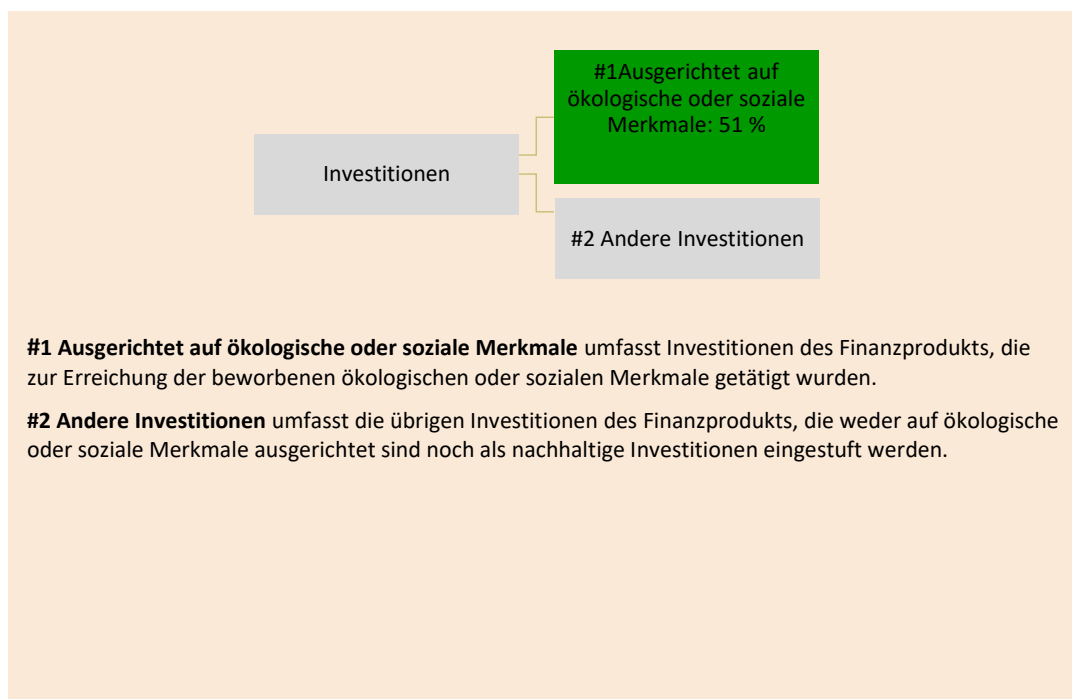 #1Ausgerichtet auf
ökologische oder soziale
Merkmale: 51 %
Investitionen
#2 Andere Investitionen
#1 Ausgerichtet auf ökologische oder soziale Merkmale umfasst Investitionen des Finanzprodukts, die
zur Erreichung der beworbenen ökologischen oder sozialen Merkmale getätigt wurden.
#2 Andere Investitionen umfasst die übrigen Investitionen des Finanzprodukts, die weder auf ökologische
oder soziale Merkmale ausgerichtet sind noch als nachhaltige Investitionen eingestuft werden.